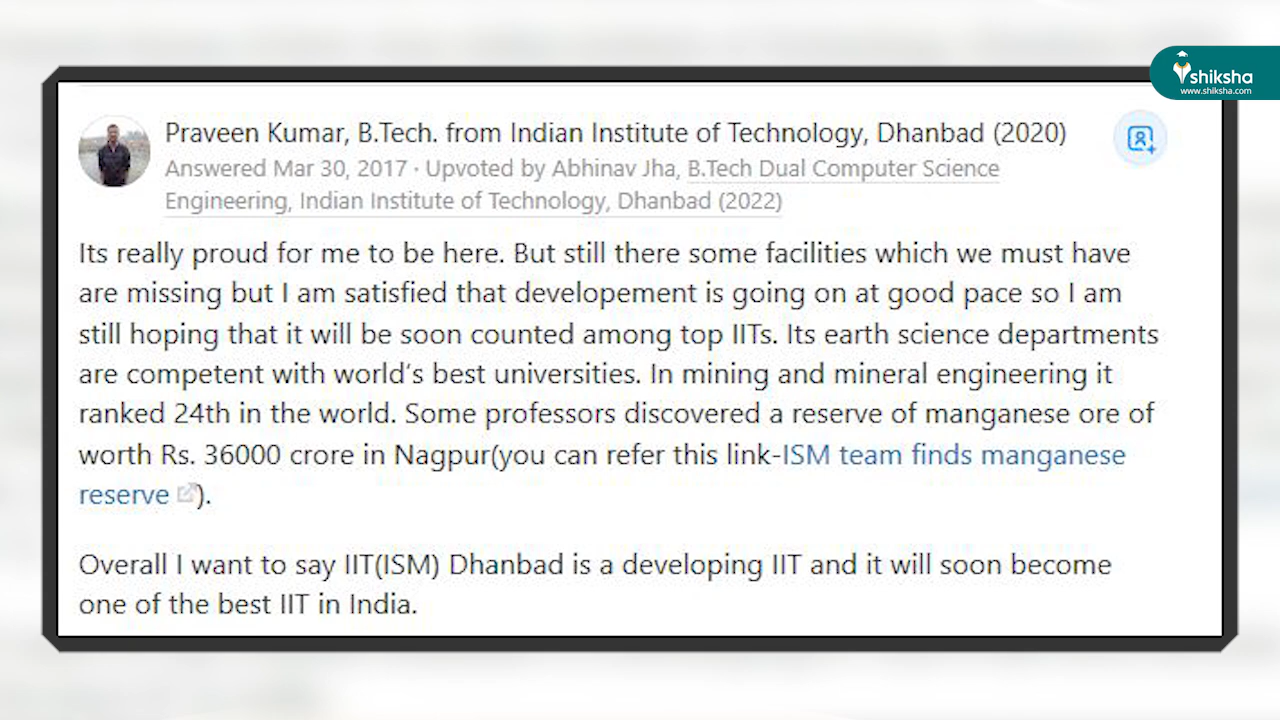 shiksha
www.shiksha.com
Praveen Kumar, B.Tech. from Indian Institute of Technology, Dhanbad (2020)
Answered Mar 30, 2017 · Upvoted by Abhinav Jha, B.Tech Dual Computer Science
Engineering, Indian Institute of Technology, Dhanbad (2022)
Its really proud for me to be here. But still there some facilities which we must have
are missing but I am satisfied that developement is going on at good pace so I am
still hoping that it will be soon counted among top IITs. Its earth science departments
are competent with world's best universities. In mining and mineral engineering it
ranked 24th in the world. Some professors discovered a reserve of manganese ore of
worth Rs. 36000 crore in Nagpur(you can refer this link-ISM team finds manganese
reserve).
Overall I want to say IIT(ISM) Dhanbad is a developing IIT and it will soon become
one of the best IIT in India.